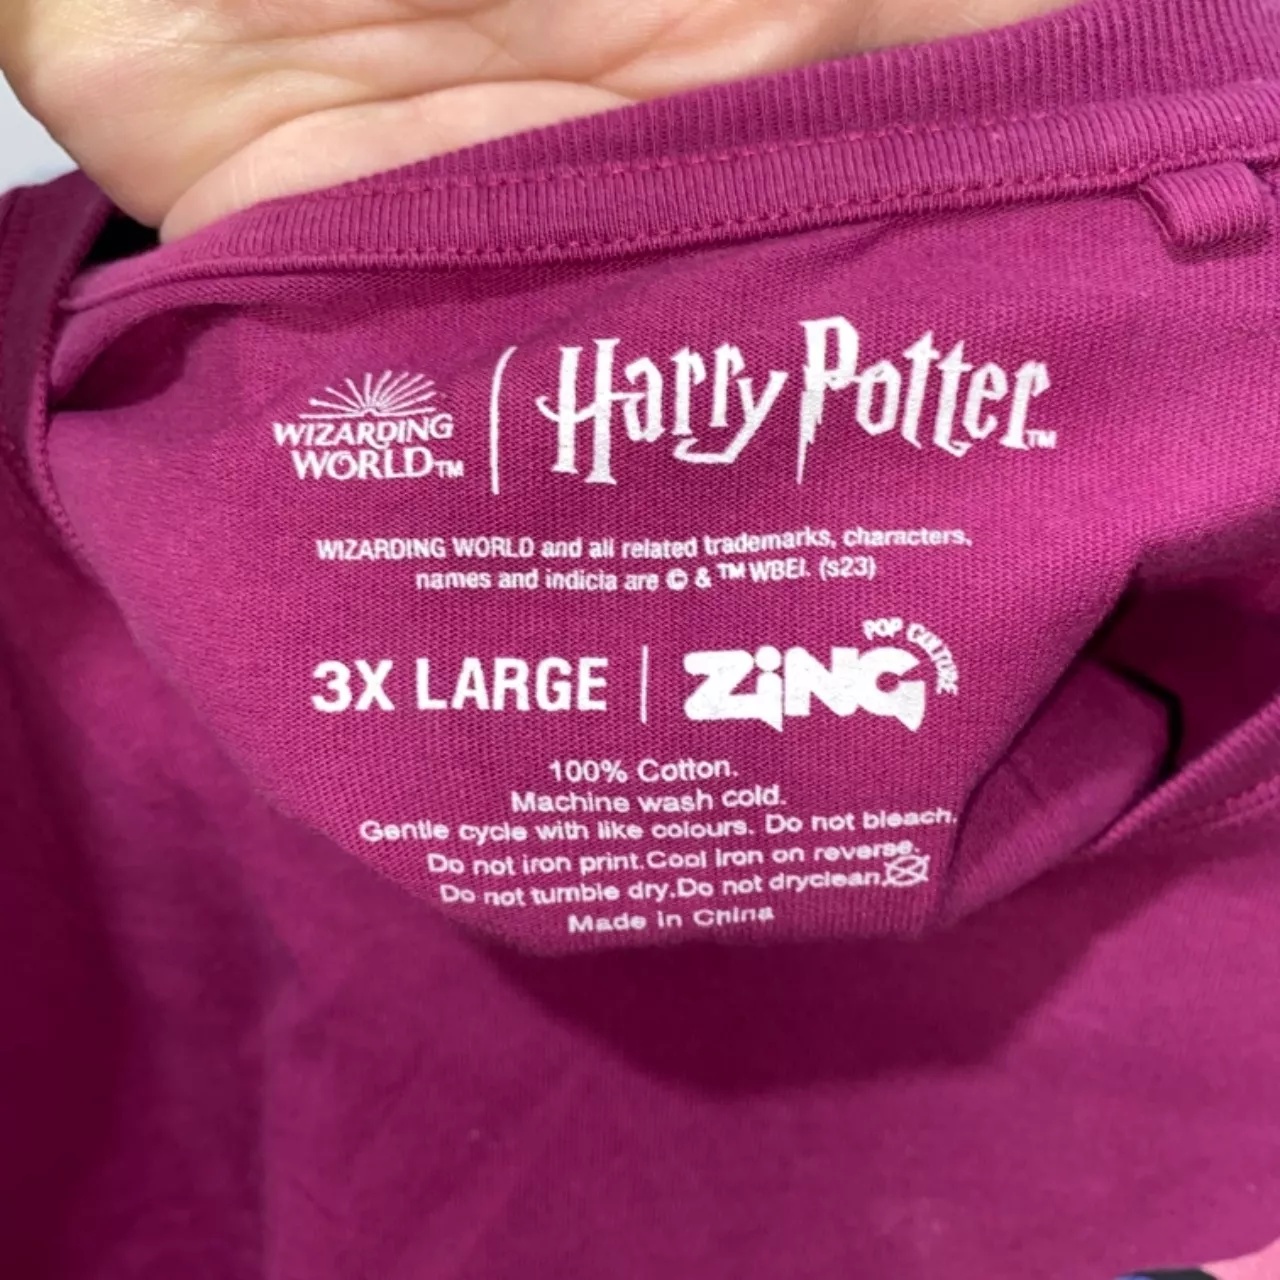 WIZARDING WORLD™ | Harry Potter™
WIZARDING WORLD and all related trademarks, characters,
names and indicia are © & ™ WBEI. (s23)
3X LARGE | ZiNG POP CULTURE
100% Cotton.
Machine wash cold.
Gentle cycle with like colours. Do not bleach.
Do not iron print.Cool Iron on reverse.
Do not tumble dry.Do not dryclean.
Made In China